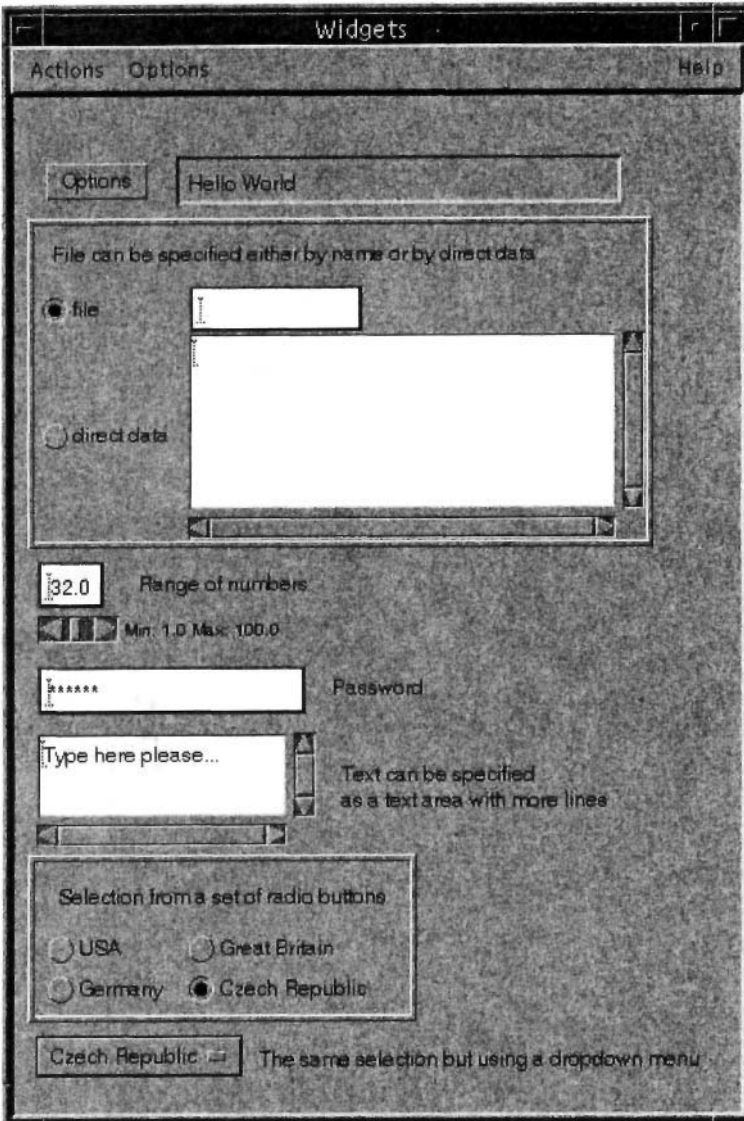 Widgets
Actions Options Help
Options Hello World
File can be specified either by name or by direct data
file
direct data
32.0 Range of numbers
Min: 1.0 Max: 100.0
****** Password
Type here please...
Text can be specified
as a text area with more lines
Selection from a set of radio buttons
USA Great Britain
Germany Czech Republic
Czech Republic The same selection but using a dropdown menu